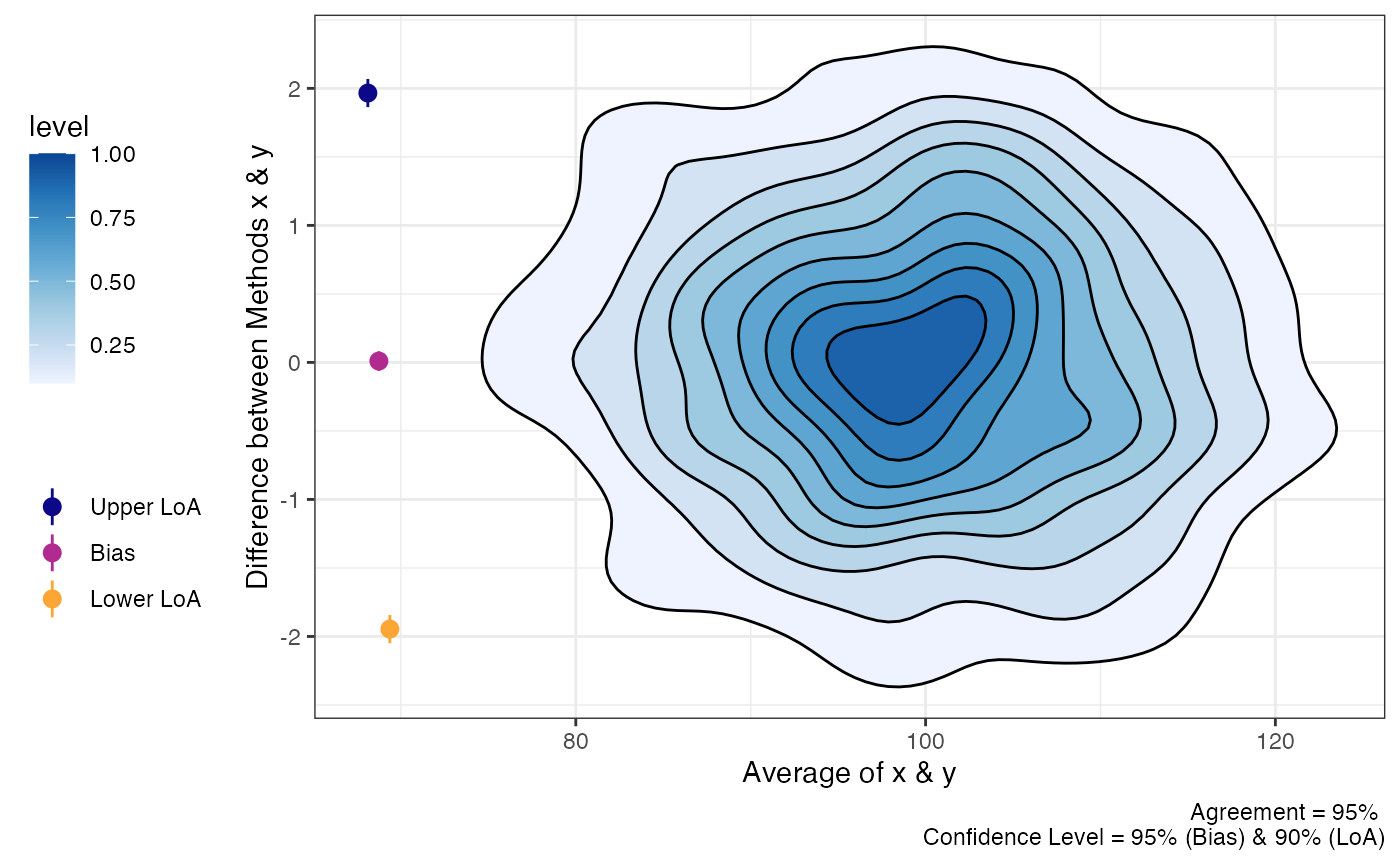 level
1.00
0.75
0.50
0.25
Upper LoA
Bias
Lower LoA
Difference between Methods x & y
2
1
0
-1
-2
80
100
120
Average of x & y
Agreement = 95%
Confidence Level = 95% (Bias) & 90% (LoA)